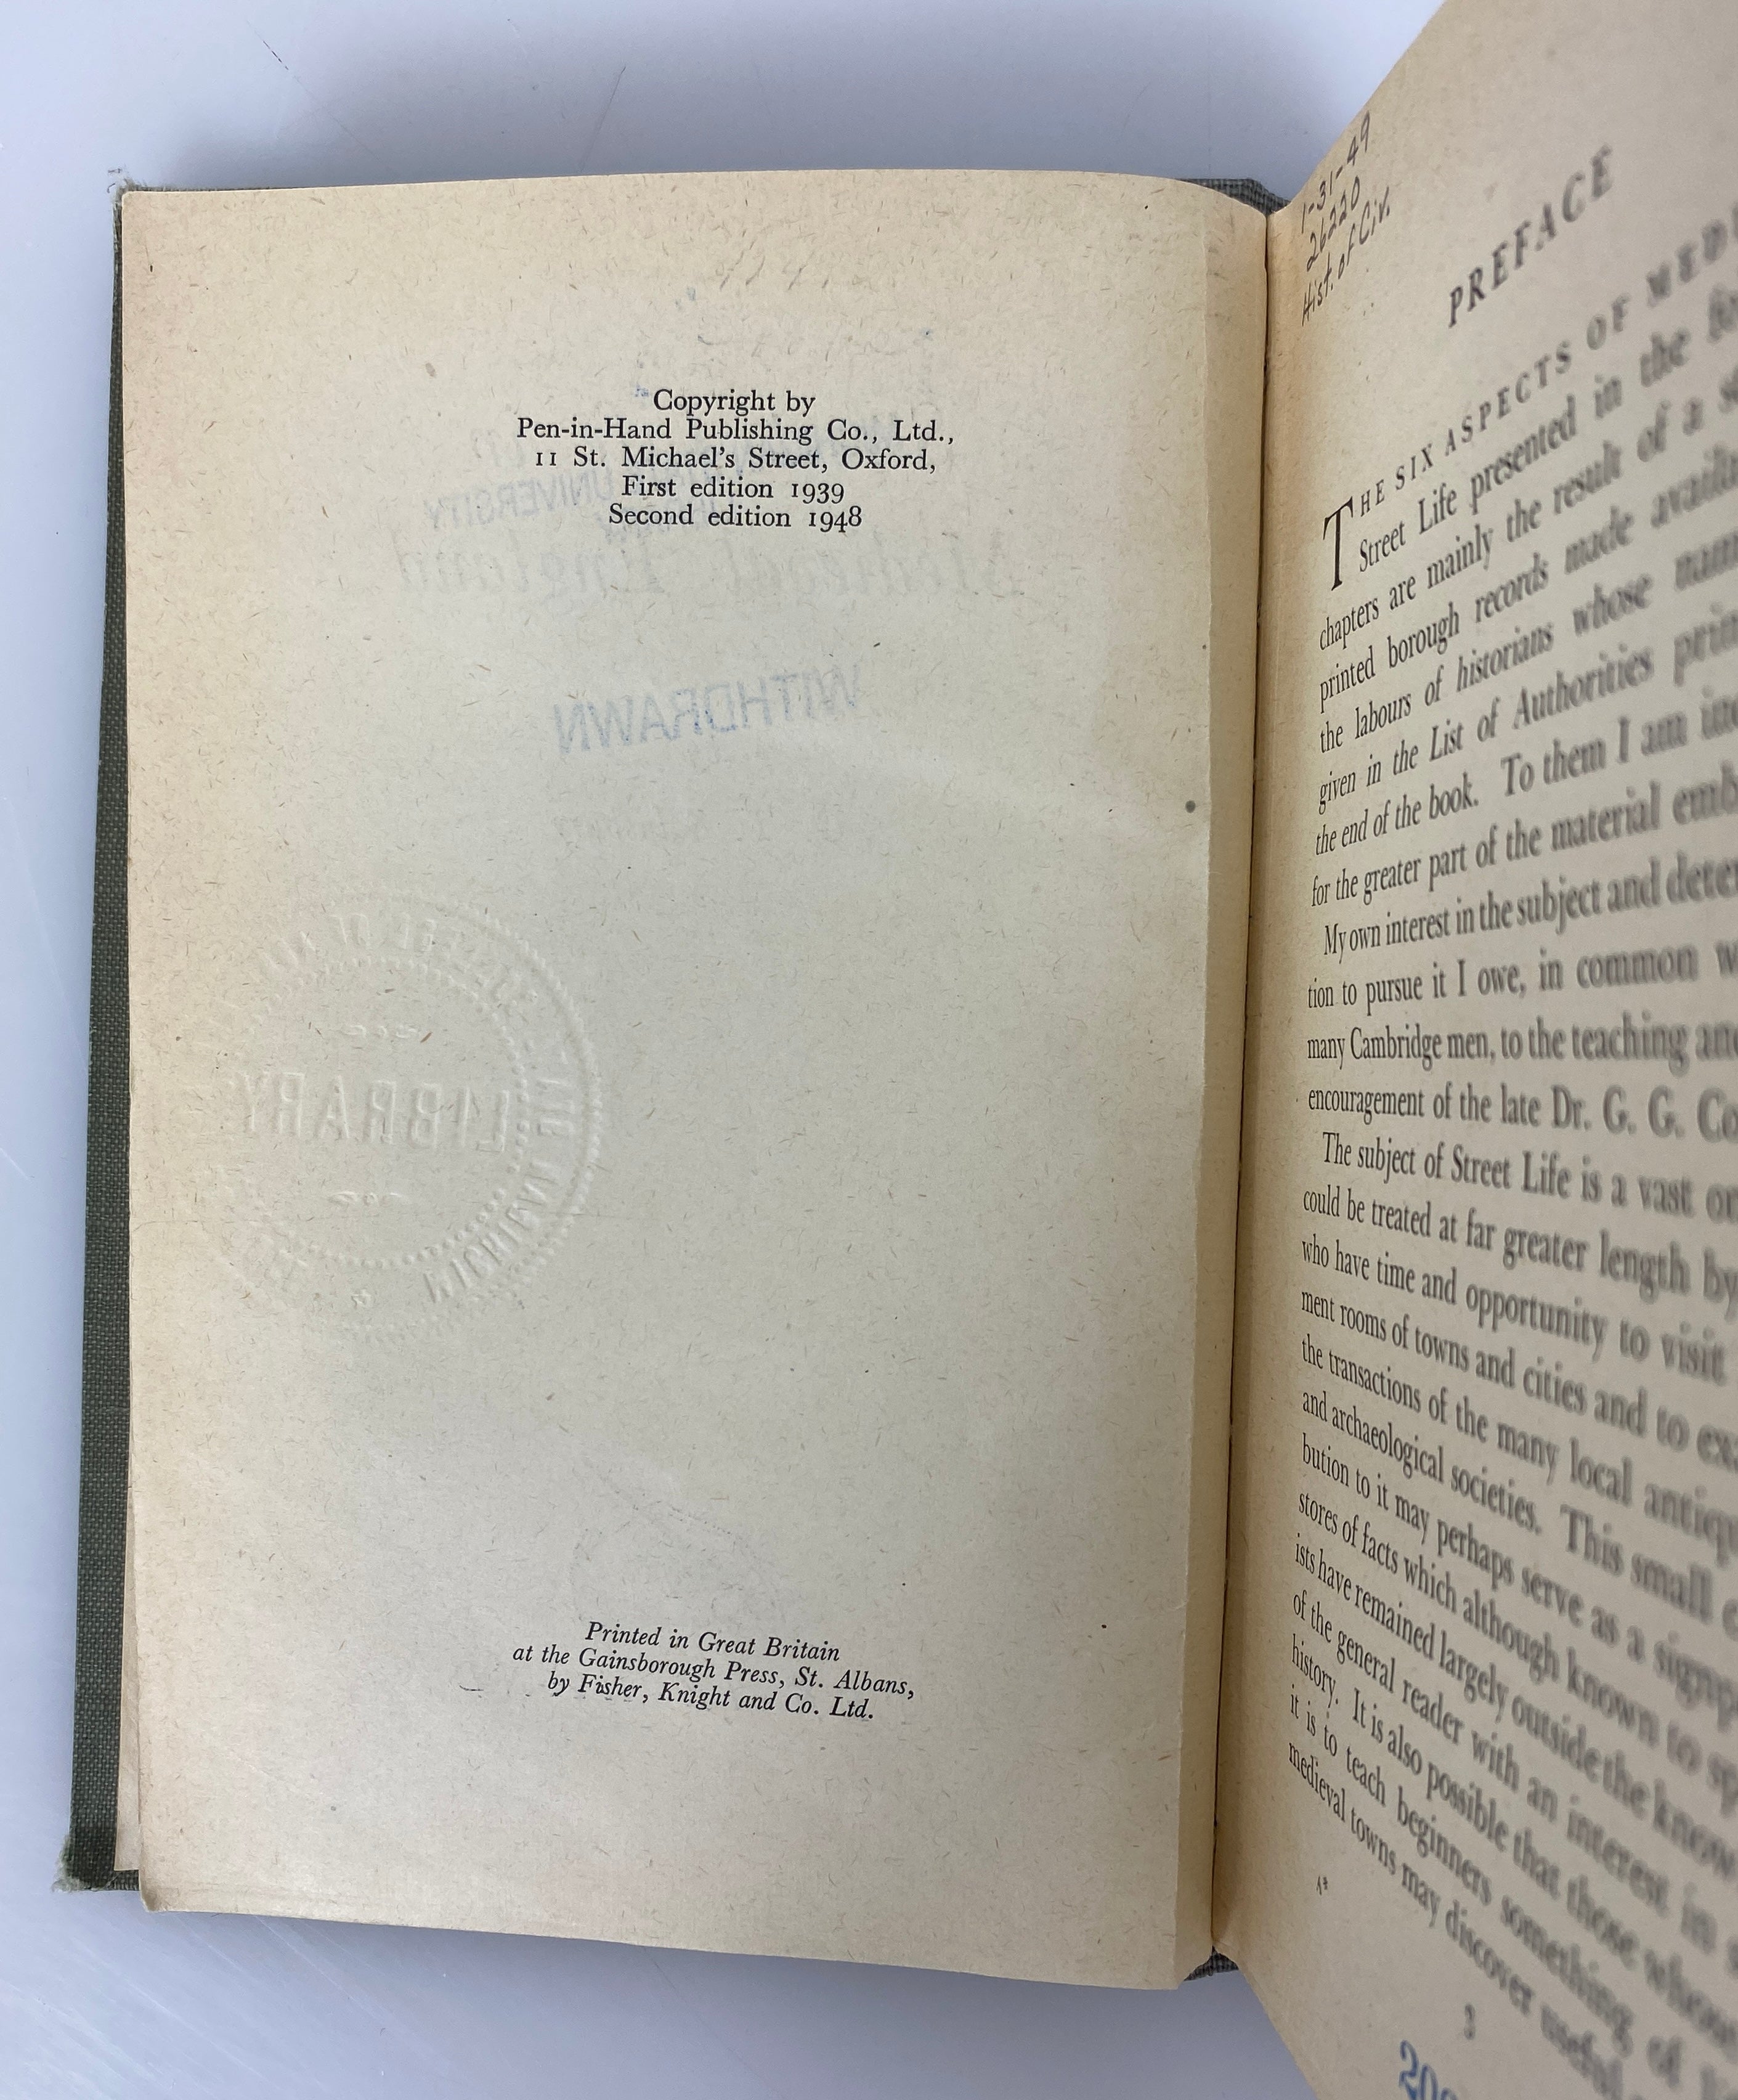 Copyright by
Pen-in-Hand Publishing Co., Ltd.,
11 St. Michael's Street, Oxford,
First edition 1939
Second edition 1948
UNIVERSITY
Medieval England
WITHDRAWN
LIBRARY
VIRGINIA
Printed in Great Britain
at the Gainsborough Press, St. Albans,
by Fisher, Knight and Co. Ltd.
1-31-49
26220
Hist. of Civ.
PREFACE
THE SIX ASPECTS OF
Street Life presented in the
chapters are mainly the result of a
printed borough records made
the labours of historians whose
given in the List of Authorities
the end of the book. To them I am
for the greater part of the material
My own interest in the subject and
tion to pursue it I owe, in common
many Cambridge men, to the teaching
encouragement of the late Dr. G. G.
The subject of Street Life is a vast
could be treated at far greater length by
who have time and opportunity to visit
ment rooms of towns and cities and to
the transactions of the many local
and archaeological societies. This small
bution to it may perhaps serve as a
stores of facts which although known to
ists have remained largely outside the
of the general reader with an interest in
history. It is also possible that those whose
it is to teach beginners something of
medieval towns may discover useful
A*
3